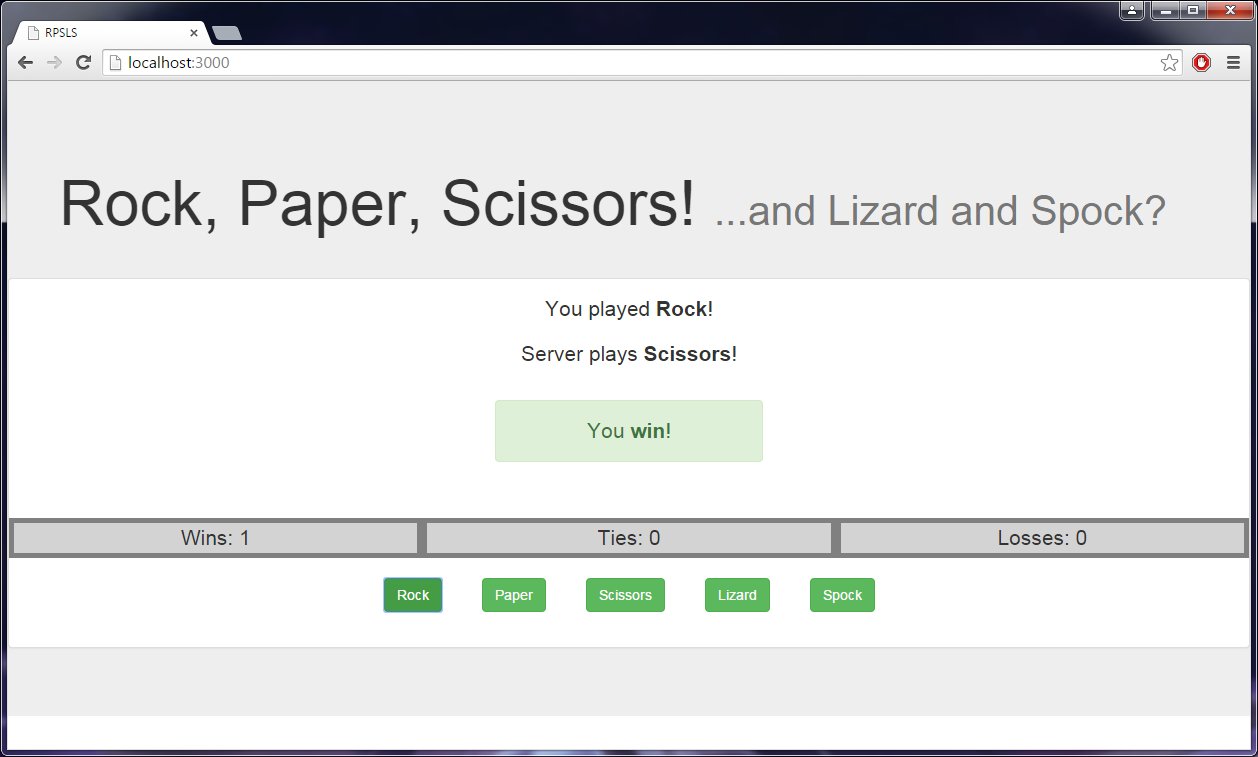 RPSLS
localhost:3000
Rock, Paper, Scissors! ...and Lizard and Spock?
You played Rock!
Server plays Scissors!
You win!
Wins: 1 Ties: 0 Losses: 0
Rock Paper Scissors Lizard Spock